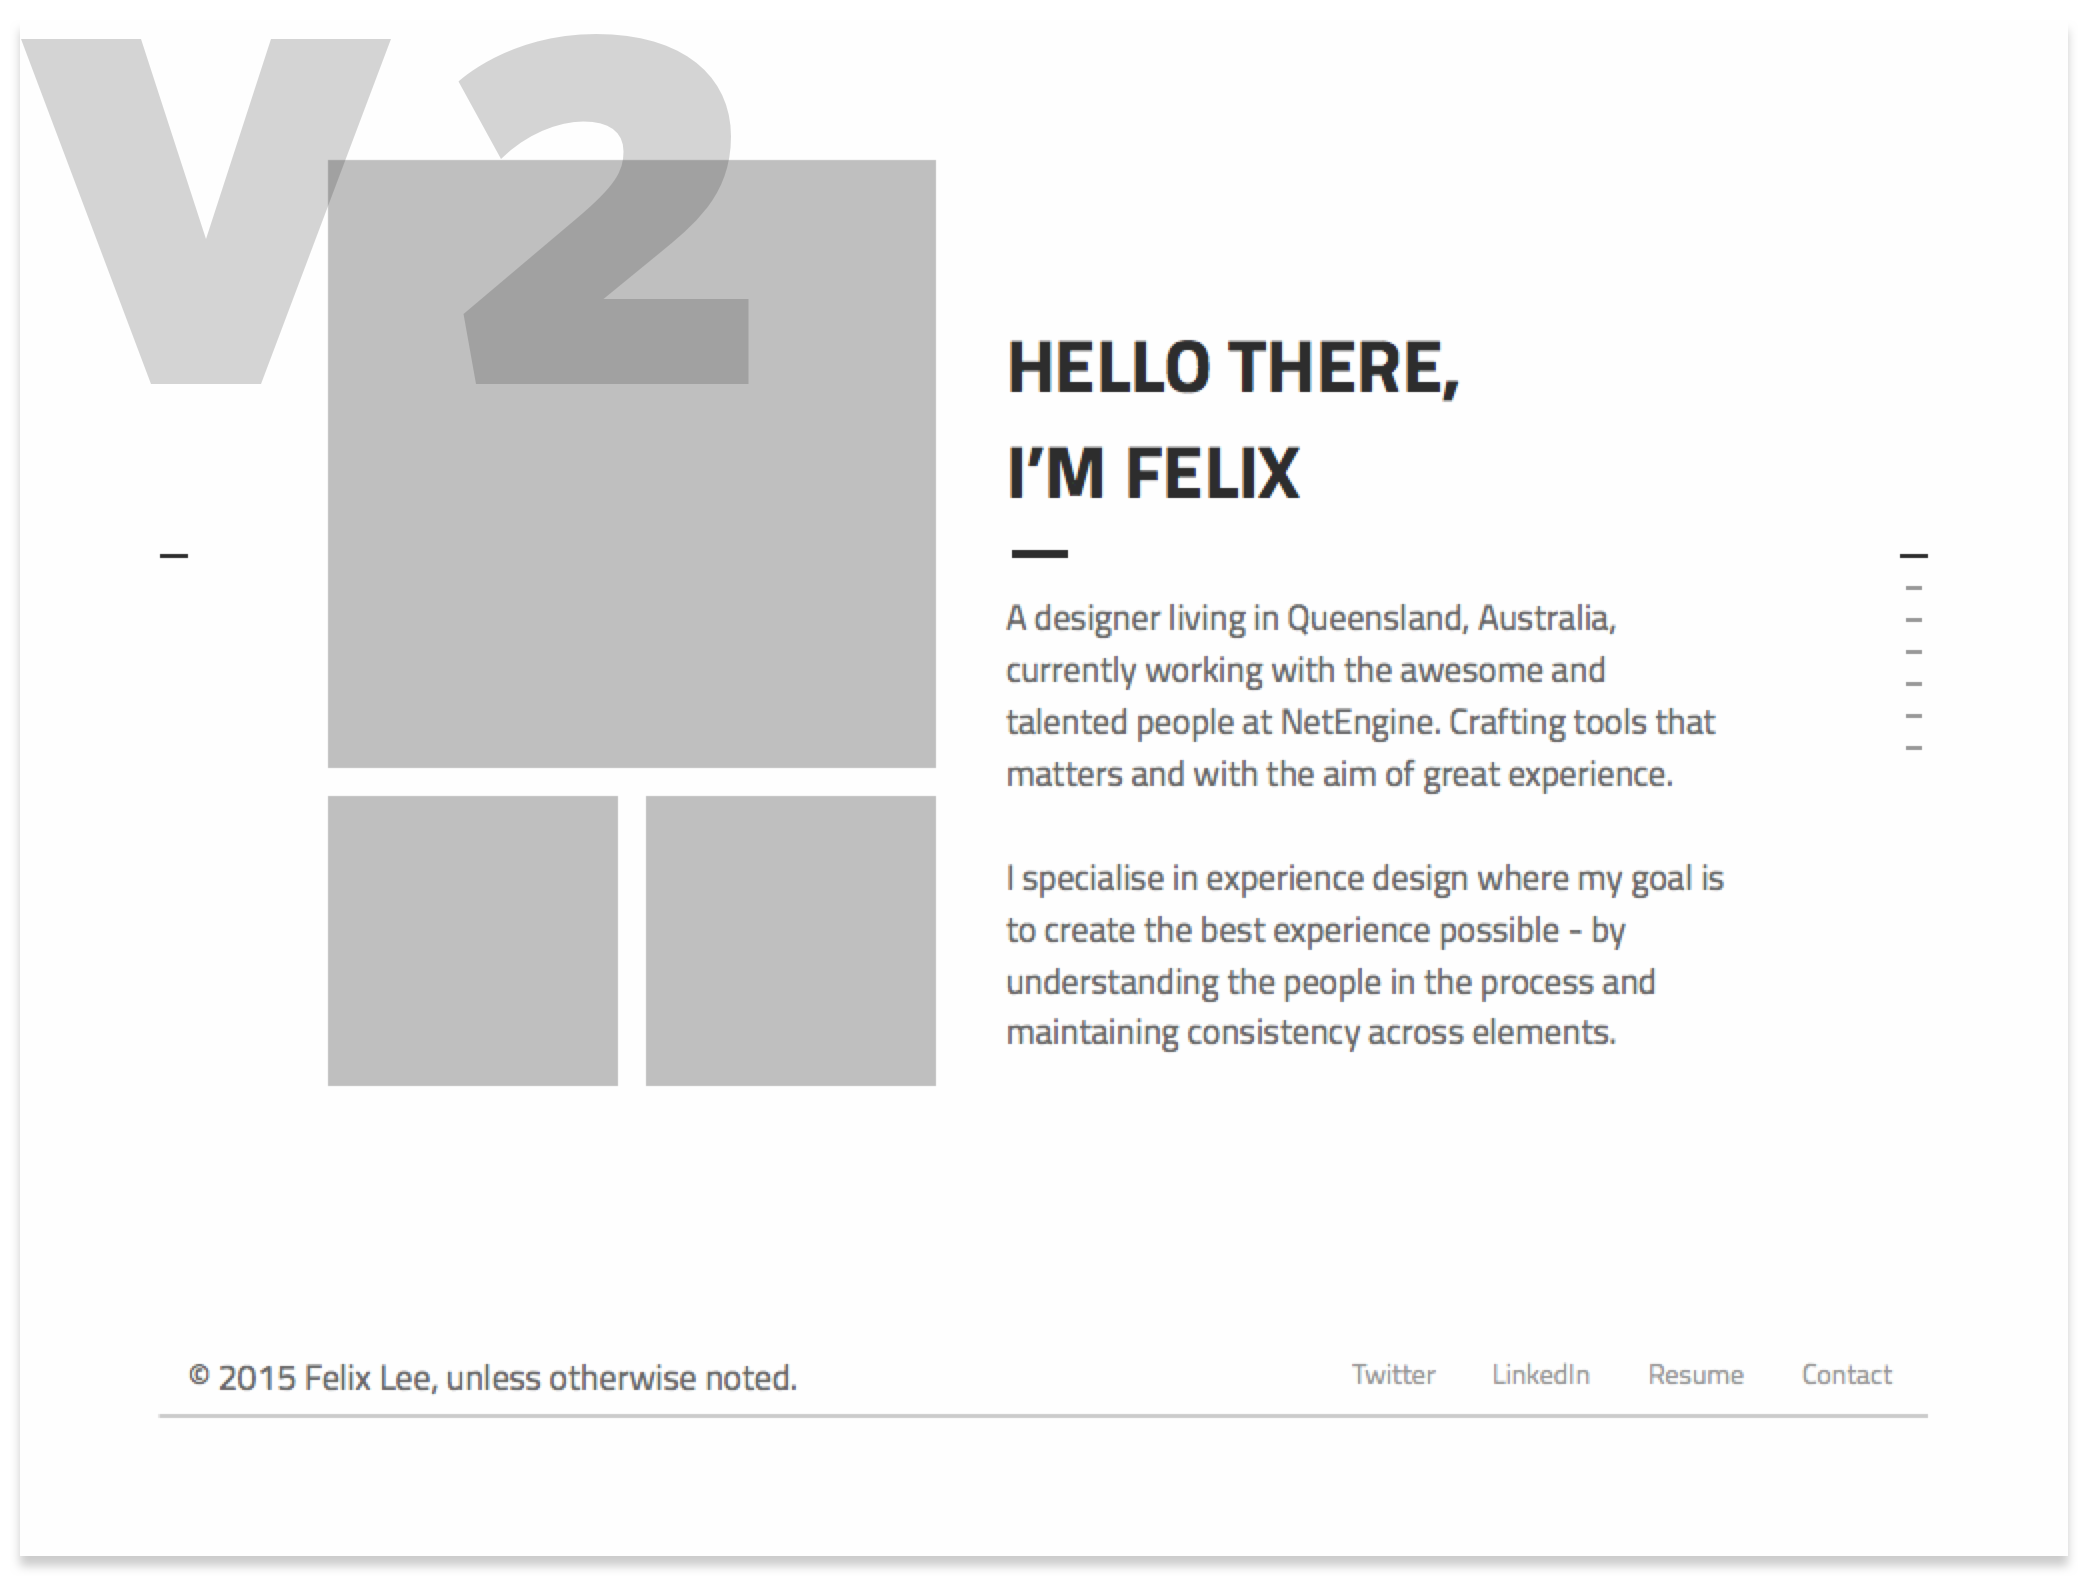 V2
HELLO THERE,
I’M FELIX
A designer living in Queensland, Australia,
currently working with the awesome and
talented people at NetEngine. Crafting tools that
matters and with the aim of great experience.
I specialise in experience design where my goal is
to create the best experience possible - by
understanding the people in the process and
maintaining consistency across elements.
© 2015 Felix Lee, unless otherwise noted.
Twitter LinkedIn Resume Contact